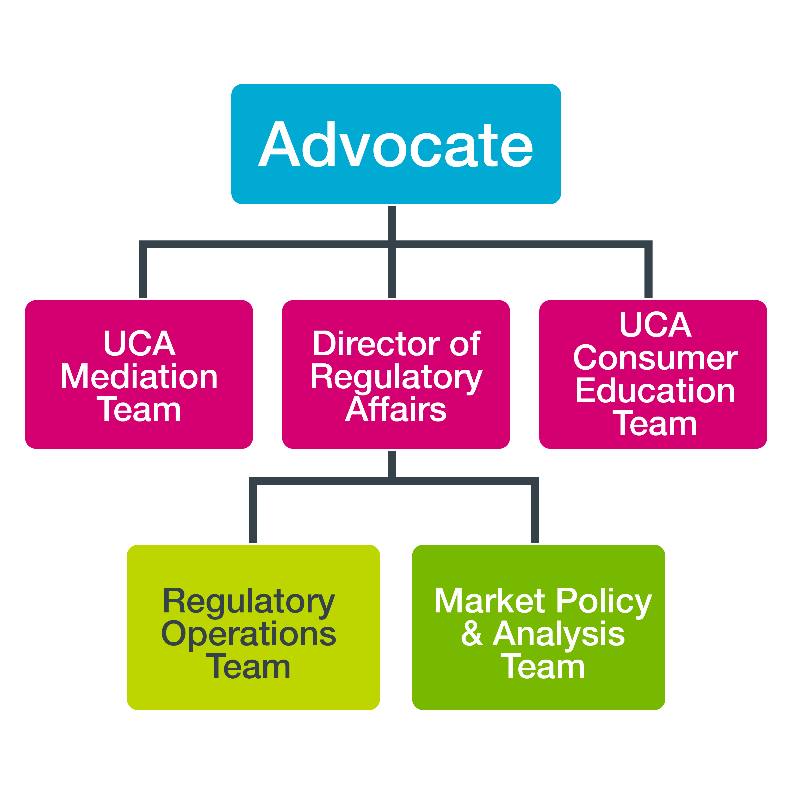 Advocate
UCA
Mediation
Team
Director of
Regulatory
Affairs
UCA
Consumer
Education
Team
Regulatory
Operations
Team
Market Policy
& Analysis
Team